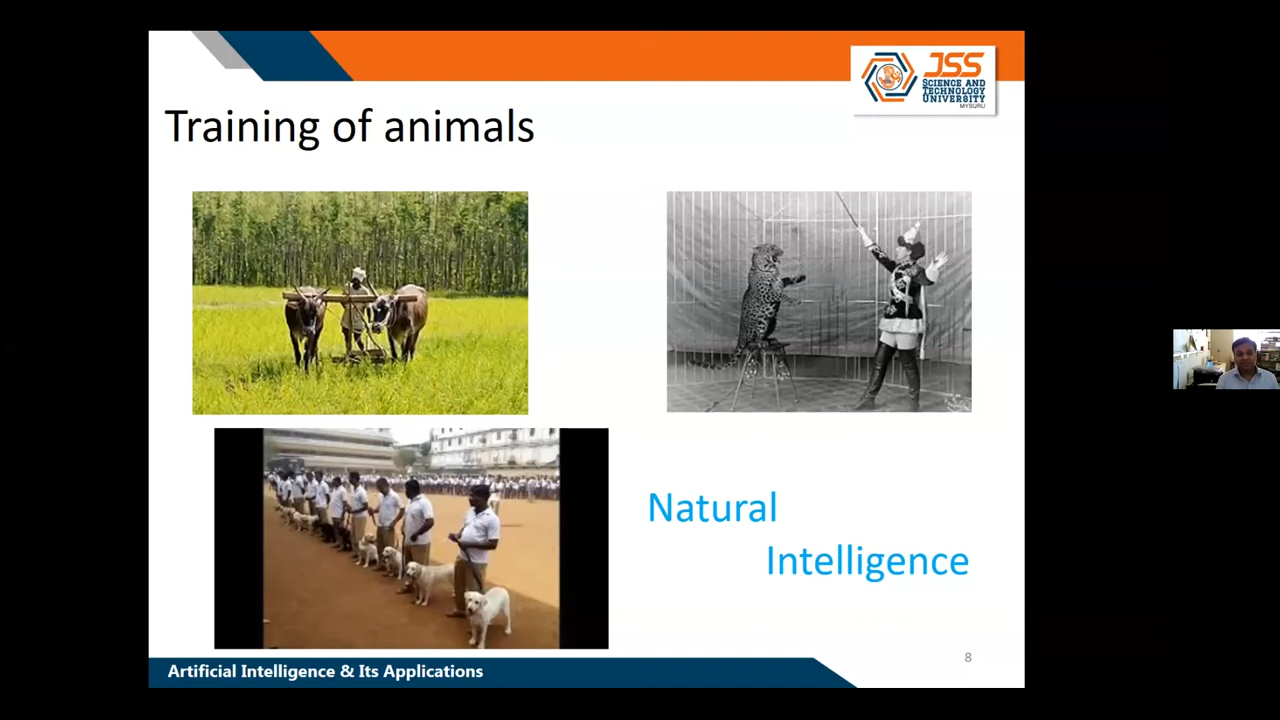 JSS
SCIENCE AND
TECHNOLOGY
UNIVERSITY
MYSURU
Training of animals
Natural
Intelligence
8
Artificial Intelligence & Its Applications